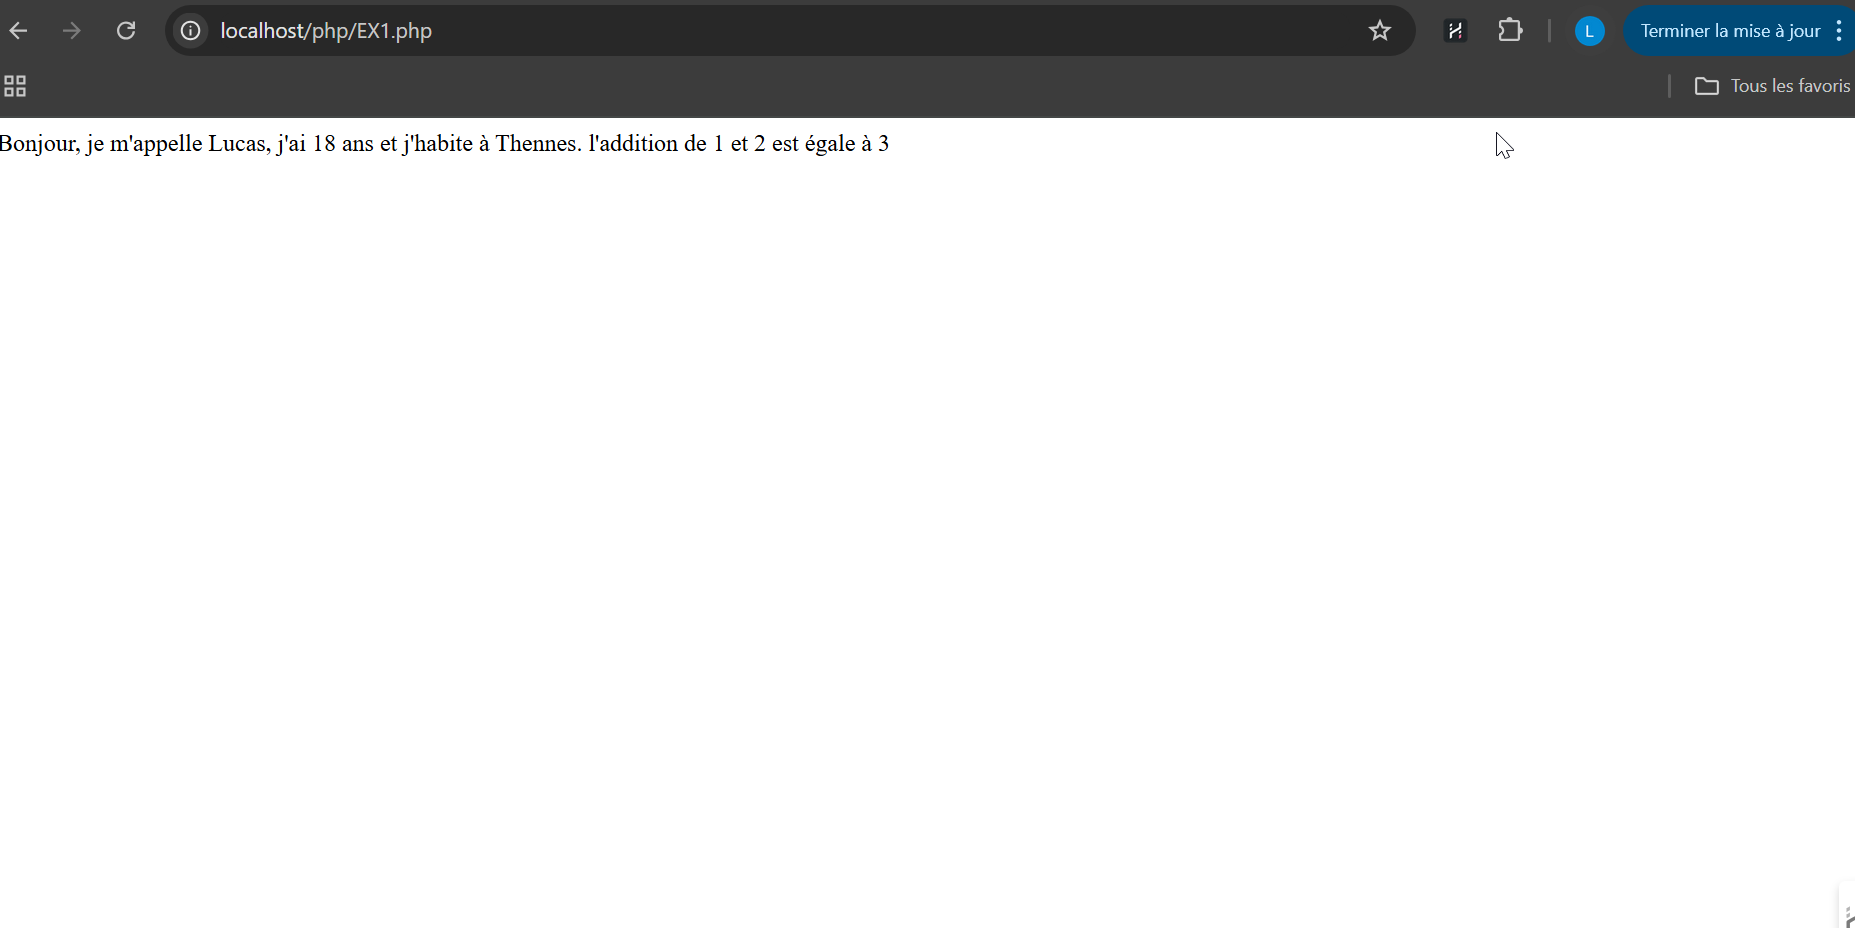 localhost/php/EX1.php
L
Terminer la mise à jour
Tous les favoris
Bonjour, je m'appelle Lucas, j'ai 18 ans et j'habite à Thennes. l'addition de 1 et 2 est égale à 3